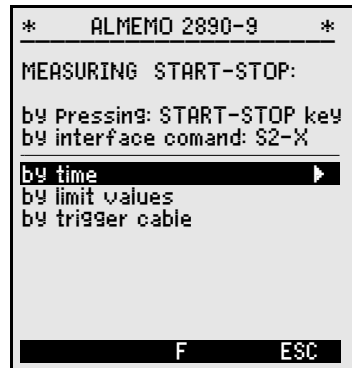 * ALMEMO 2890-9 *
MEASURING START-STOP:
by Pressing: START-STOP key
by interface comand: S2-X
by time ▶
by limit values
by trigger cable
F ESC